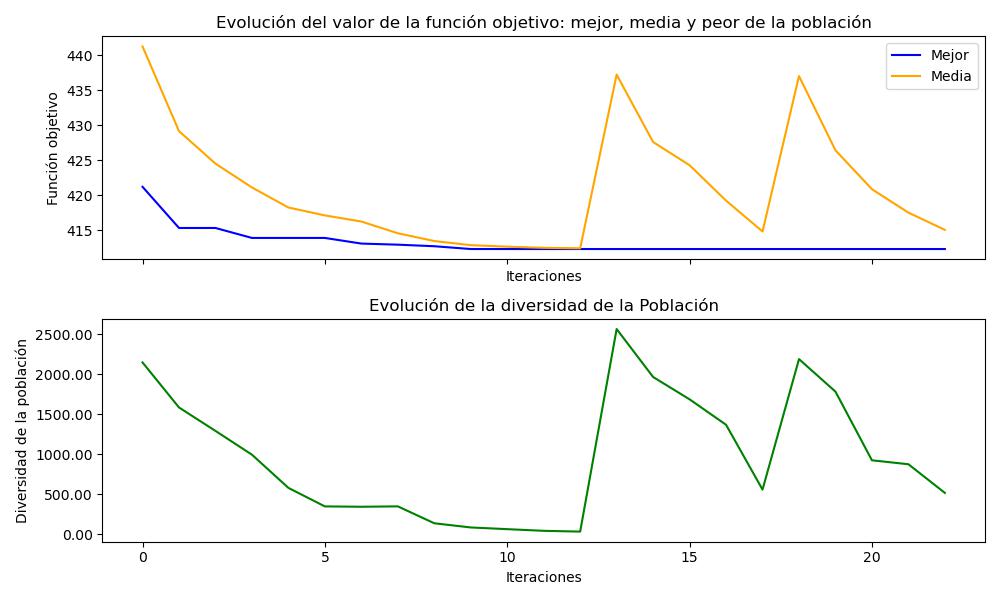 Evolución del valor de la función objetivo: mejor, media y peor de la población
Función objetivo
440
435
430
425
420
415
Mejor
Media
Iteraciones
Evolución de la diversidad de la Población
Diversidad de la población
2500.00
2000.00
1500.00
1000.00
500.00
0.00
0 5 10 15 20
Iteraciones